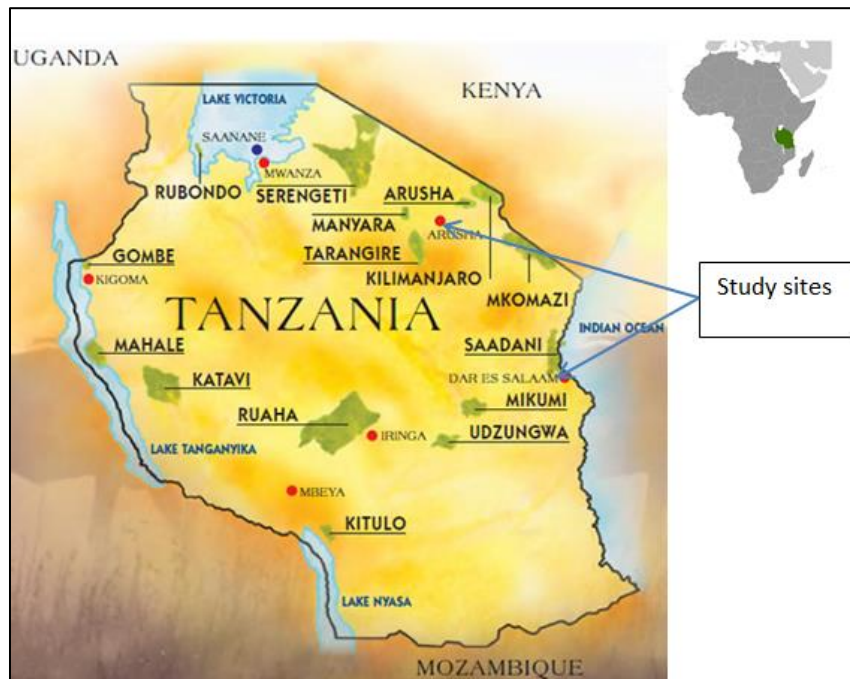 UGANDA
KENYA
LAKE VICTORIA
SAANANE
MWANZA
RUBONDO
SERENGETI
ARUSHA
MANYARA
ARUSHA
TARANGIRE
GOMBE
KILIMANJARO
KIGOMA
MKOMAZI
Study sites
TANZANIA
INDIAN OCEAN
MAHALE
SAADANI
KATAVI
DAR ES SALAAM
MIKUMI
RUAHA
IRINGA
UDZUNGWA
LAKE TANGANYIKA
MBEYA
KITULO
LAKE NYASA
MOZAMBIQUE